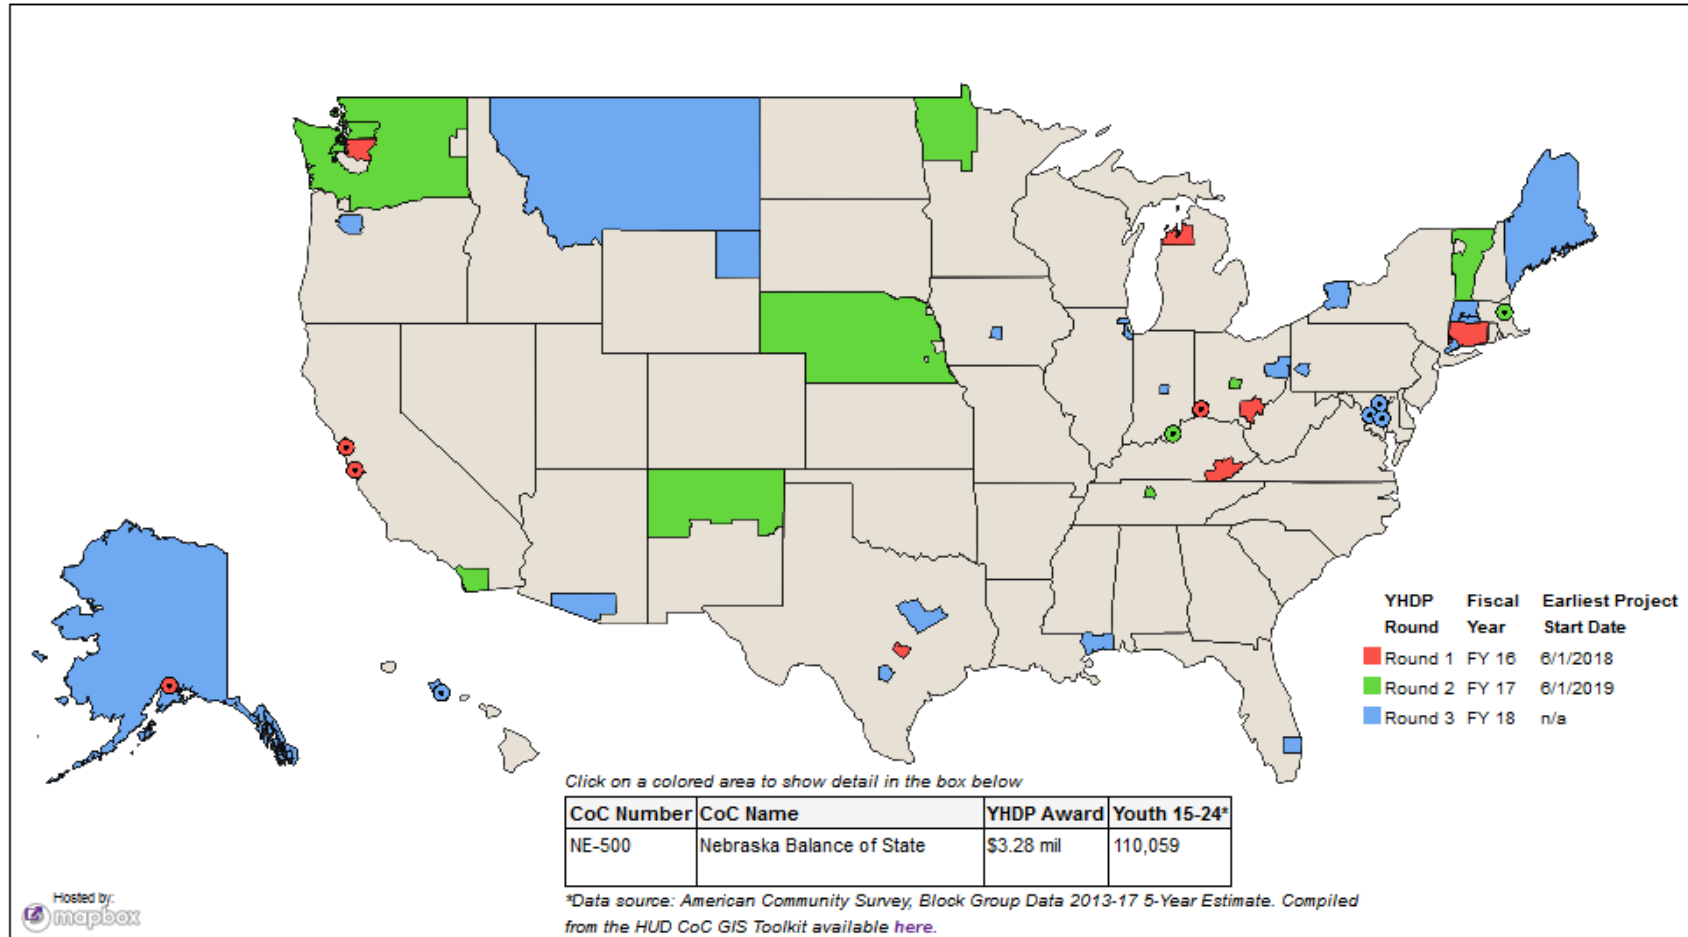 YHDP Fiscal Earliest Project
Round Year Start Date
Round 1 FY 16 6/1/2018
Round 2 FY 17 6/1/2019
Round 3 FY 18 n/a
Click on a colored area to show detail in the box below
CoC Number CoC Name YHDP Award Youth 15-24*
NE-500 Nebraska Balance of State $3.28 mil 110,059
*Data source: American Community Survey, Block Group Data 2013-17 5-Year Estimate. Compiled
from the HUD CoC GIS Toolkit available here.
Hosted by:
mapbox